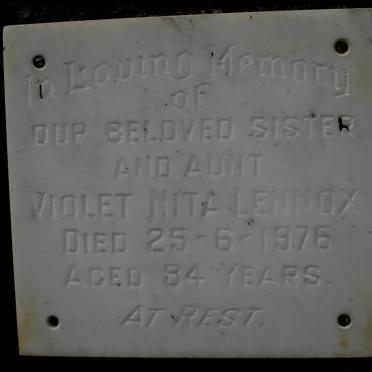 In Loving Memory
OF
OUR BELOVED SISTER
AND AUNT
VIOLET NITA LENNOX
DIED 25-6-1976
AGED 84 YEARS.
AT REST.